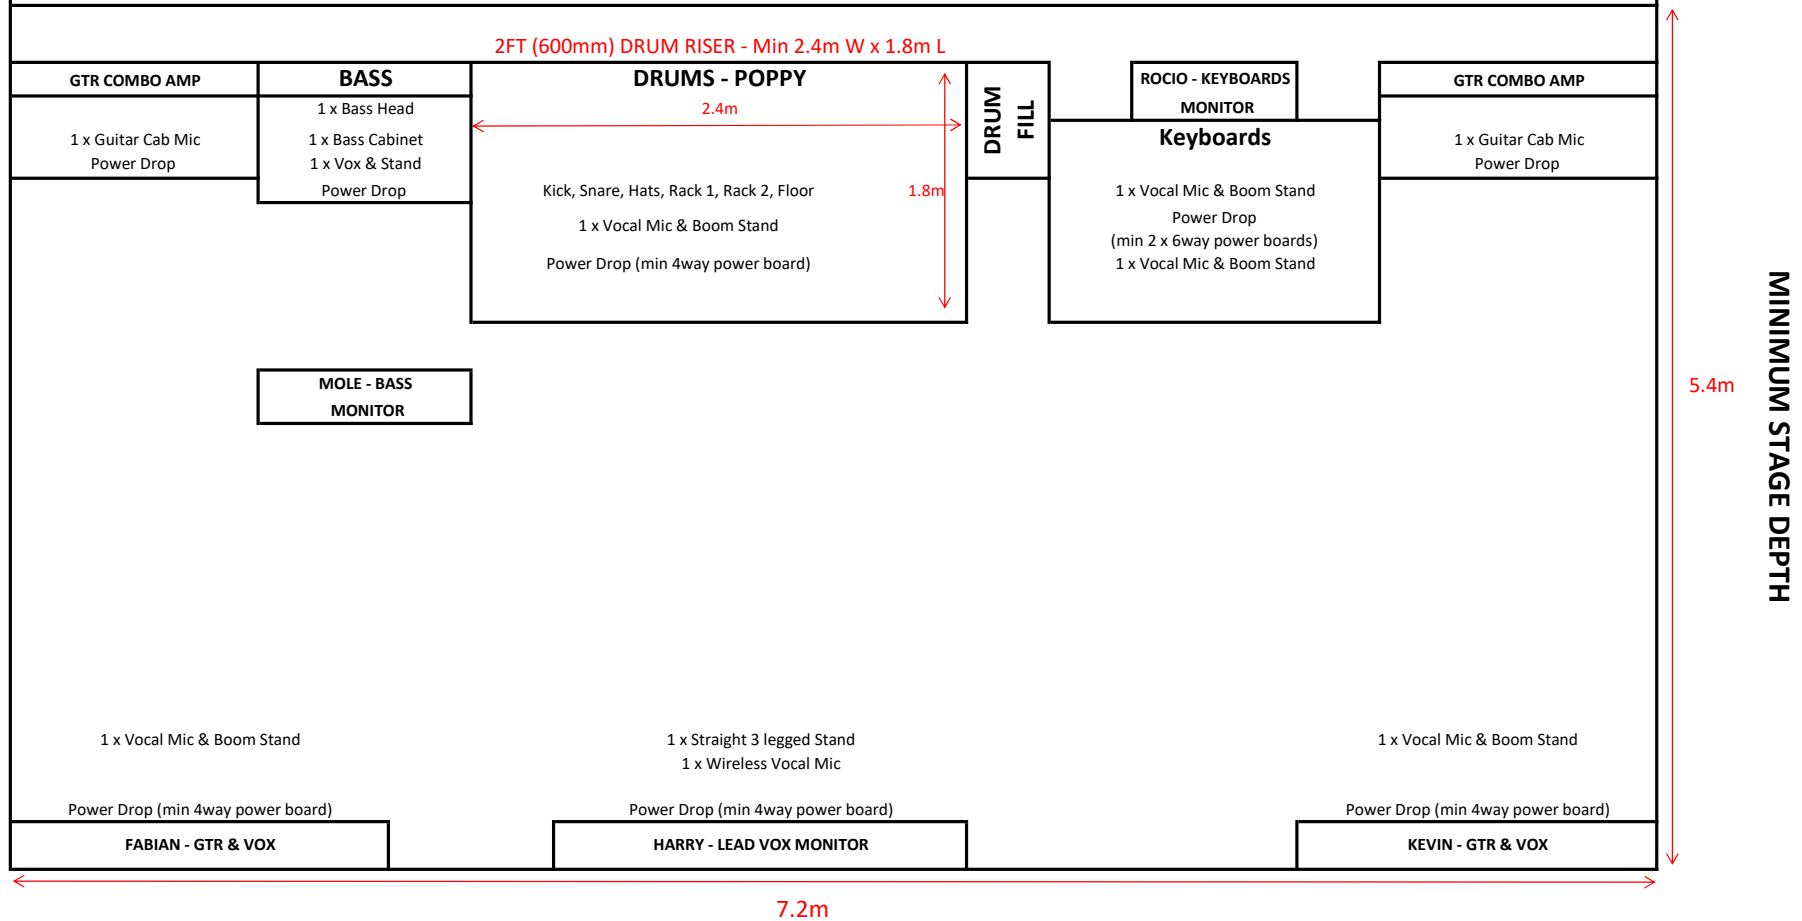 2FT (600mm) DRUM RISER - Min 2.4m W x 1.8m L
GTR COMBO AMP
1 x Guitar Cab Mic
Power Drop
BASS
1 x Bass Head
1 x Bass Cabinet
1 x Vox & Stand
Power Drop
DRUMS - POPPY
2.4m
Kick, Snare, Hats, Rack 1, Rack 2, Floor
1.8m
1 x Vocal Mic & Boom Stand
Power Drop (min 4way power board)
DRUM
FILL
ROCIO - KEYBOARDS
MONITOR
Keyboards
1 x Vocal Mic & Boom Stand
Power Drop
(min 2 x 6way power boards)
1 x Vocal Mic & Boom Stand
GTR COMBO AMP
1 x Guitar Cab Mic
Power Drop
MOLE - BASS
MONITOR
5.4m
MINIMUM STAGE DEPTH
1 x Vocal Mic & Boom Stand
Power Drop (min 4way power board)
FABIAN - GTR & VOX
1 x Straight 3 legged Stand
1 x Wireless Vocal Mic
Power Drop (min 4way power board)
HARRY - LEAD VOX MONITOR
1 x Vocal Mic & Boom Stand
Power Drop (min 4way power board)
KEVIN - GTR & VOX
7.2m